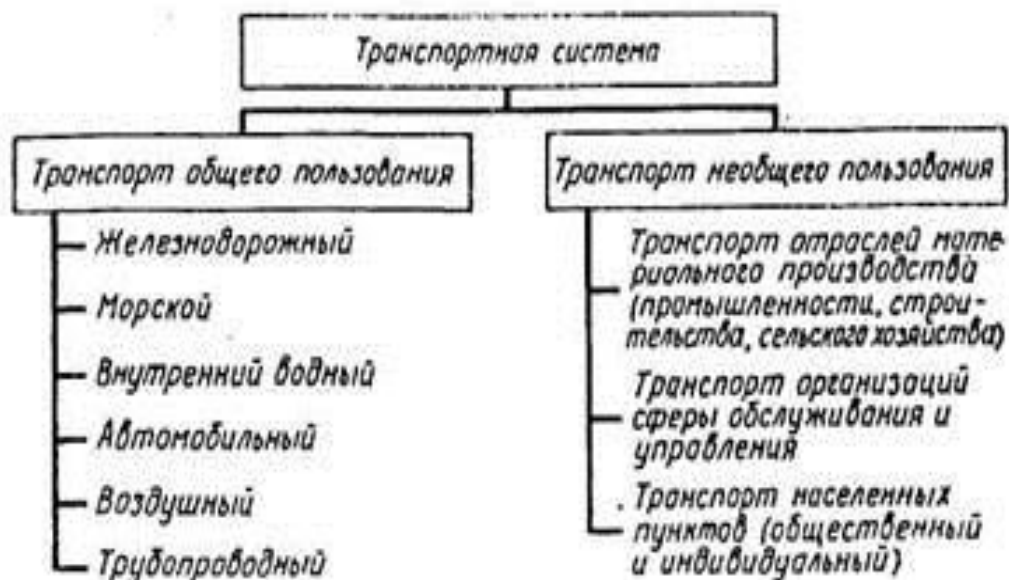 Транспортная система
Транспорт общего пользования
Железнодорожный
Морской
Внутренний водный
Автомобильный
Воздушный
Трубопроводный
Транспорт необщего пользования
Транспорт отраслей мате-
риального производства
(промышленности, строи-
тельства, сельского хозяйства)
Транспорт организаций
сферы обслуживания и
управления
Транспорт населенных
пунктов (общественный
и индивидуальный)